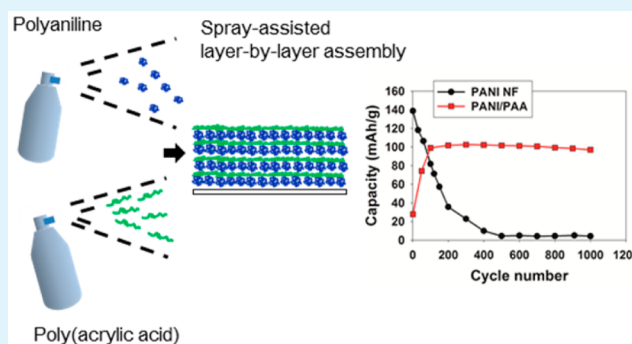 Polyaniline
Spray-assisted
layer-by-layer assembly
Poly(acrylic acid)
PANI NF
PANI/PAA
Capacity (mAh/g)
160
140
120
100
80
60
40
20
0
0 200 400 600 800 1000 120
Cycle number